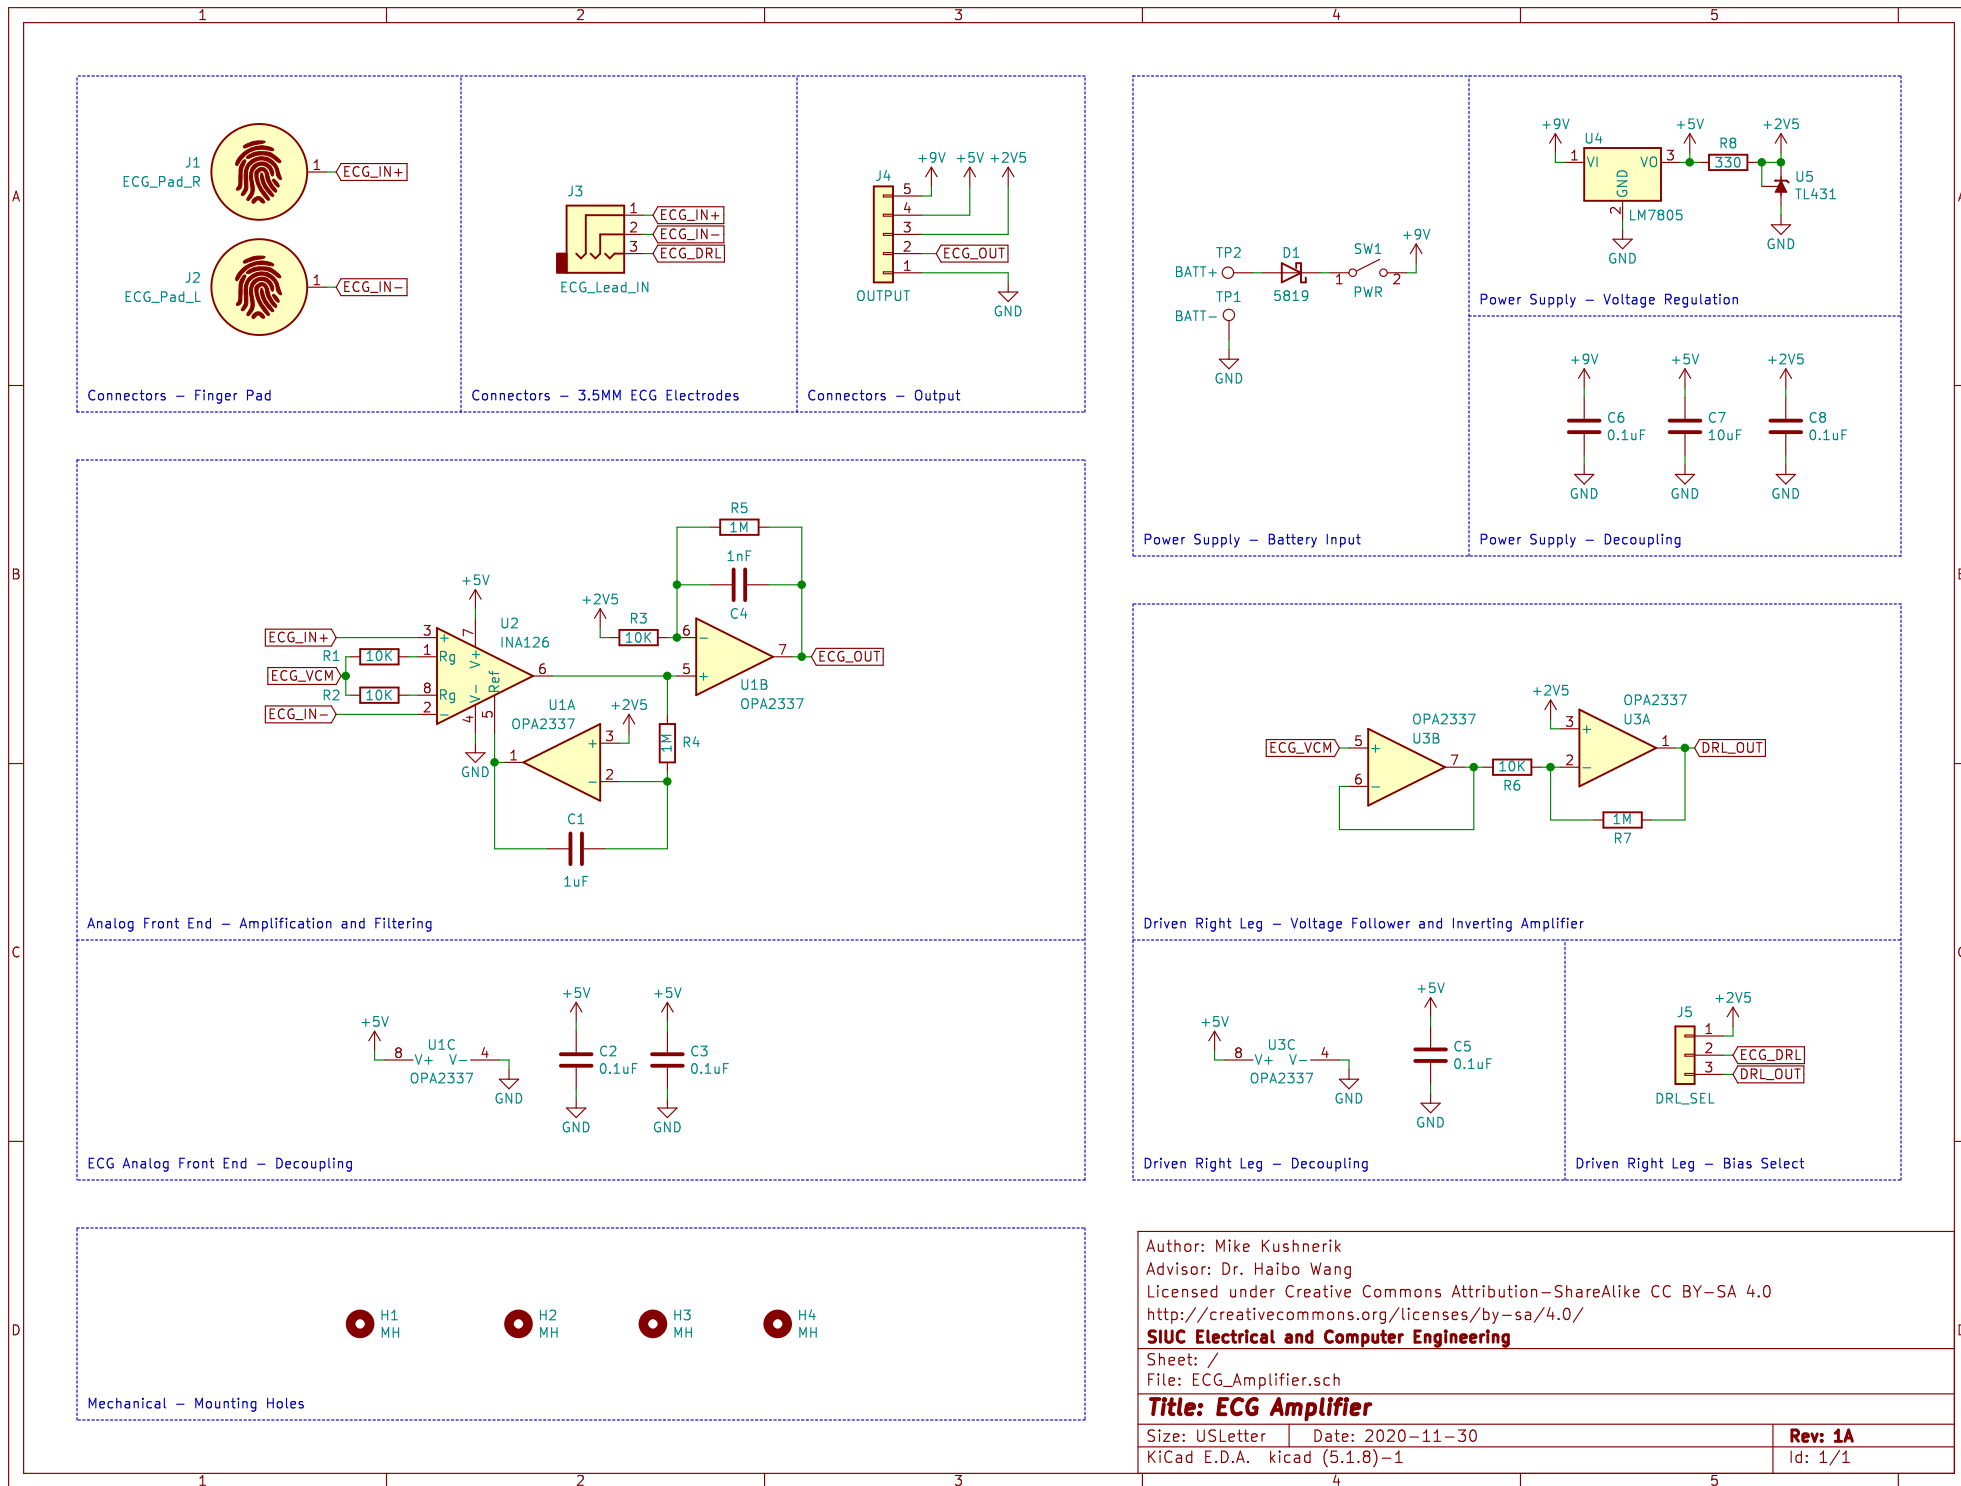 1 2 3 4 5
A
B
C
D
J1
ECG_Pad_R
1
ECG_IN+
J2
ECG_Pad_L
1
ECG_IN-
Connectors - Finger Pad
J3
1 ECG_IN+
2 ECG_IN-
3 ECG_DRL
ECG_Lead_IN
Connectors - 3.5MM ECG Electrodes
+9V +5V +2V5
J4
5
4
3
2 ECG_OUT
1
OUTPUT
GND
Connectors - Output
TP2
BATT+
D1
5819
SW1
1 2
PWR
+9V
TP1
BATT-
GND
Power Supply - Battery Input
+9V
U4
+5V
R8
+2V5
1 VI VO 3
330
GND
2
LM7805
U5
TL431
GND
GND
Power Supply - Voltage Regulation
+9V +5V +2V5
C6
0.1uF
C7
10uF
C8
0.1uF
GND GND GND
Power Supply - Decoupling
R5
1M
1nF
C4
+5V
+2V5
R3
10K
U2
INA126
ECG_IN+
3 +
7
V+
R1 10K 1 Rg
ECG_VCM
R2 10K 8 Rg
ECG_IN-
2 -
V-
4
Ref
5
6
GND
6 -
5 +
7
ECG_OUT
U1B
OPA2337
U1A
OPA2337
+2V5
3 +
2 -
1
1M
R4
C1
1uF
Analog Front End - Amplification and Filtering
+5V
8 V+ V- 4
U1C
OPA2337
GND
+5V
C2
0.1uF
GND
+5V
C3
0.1uF
GND
ECG Analog Front End - Decoupling
ECG_VCM
5 +
6 -
7
OPA2337
U3B
10K
R6
+2V5
OPA2337
U3A
3 +
2 -
1
DRL_OUT
1M
R7
Driven Right Leg - Voltage Follower and Inverting Amplifier
+5V
8 V+ V- 4
U3C
OPA2337
GND
+5V
C5
0.1uF
GND
Driven Right Leg - Decoupling
J5
+2V5
1
2 ECG_DRL
3 DRL_OUT
DRL_SEL
Driven Right Leg - Bias Select
H1
MH
H2
MH
H3
MH
H4
MH
Mechanical - Mounting Holes
Author: Mike Kushnerik
Advisor: Dr. Haibo Wang
Licensed under Creative Commons Attribution-ShareAlike CC BY-SA 4.0
http://creativecommons.org/licenses/by-sa/4.0/
SIUC Electrical and Computer Engineering
Sheet: /
File: ECG_Amplifier.sch
Title: ECG Amplifier
Size: USLetter Date: 2020-11-30 Rev: 1A
KiCad E.D.A. kicad (5.1.8)-1 Id: 1/1
1 2 3 4 5